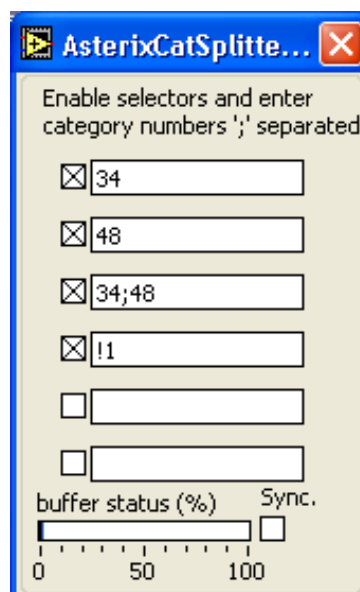 AsterixCatSplitte...
Enable selectors and enter
category numbers ';' separated
34
48
34;48
!1
buffer status (%) Sync.
0 50 100